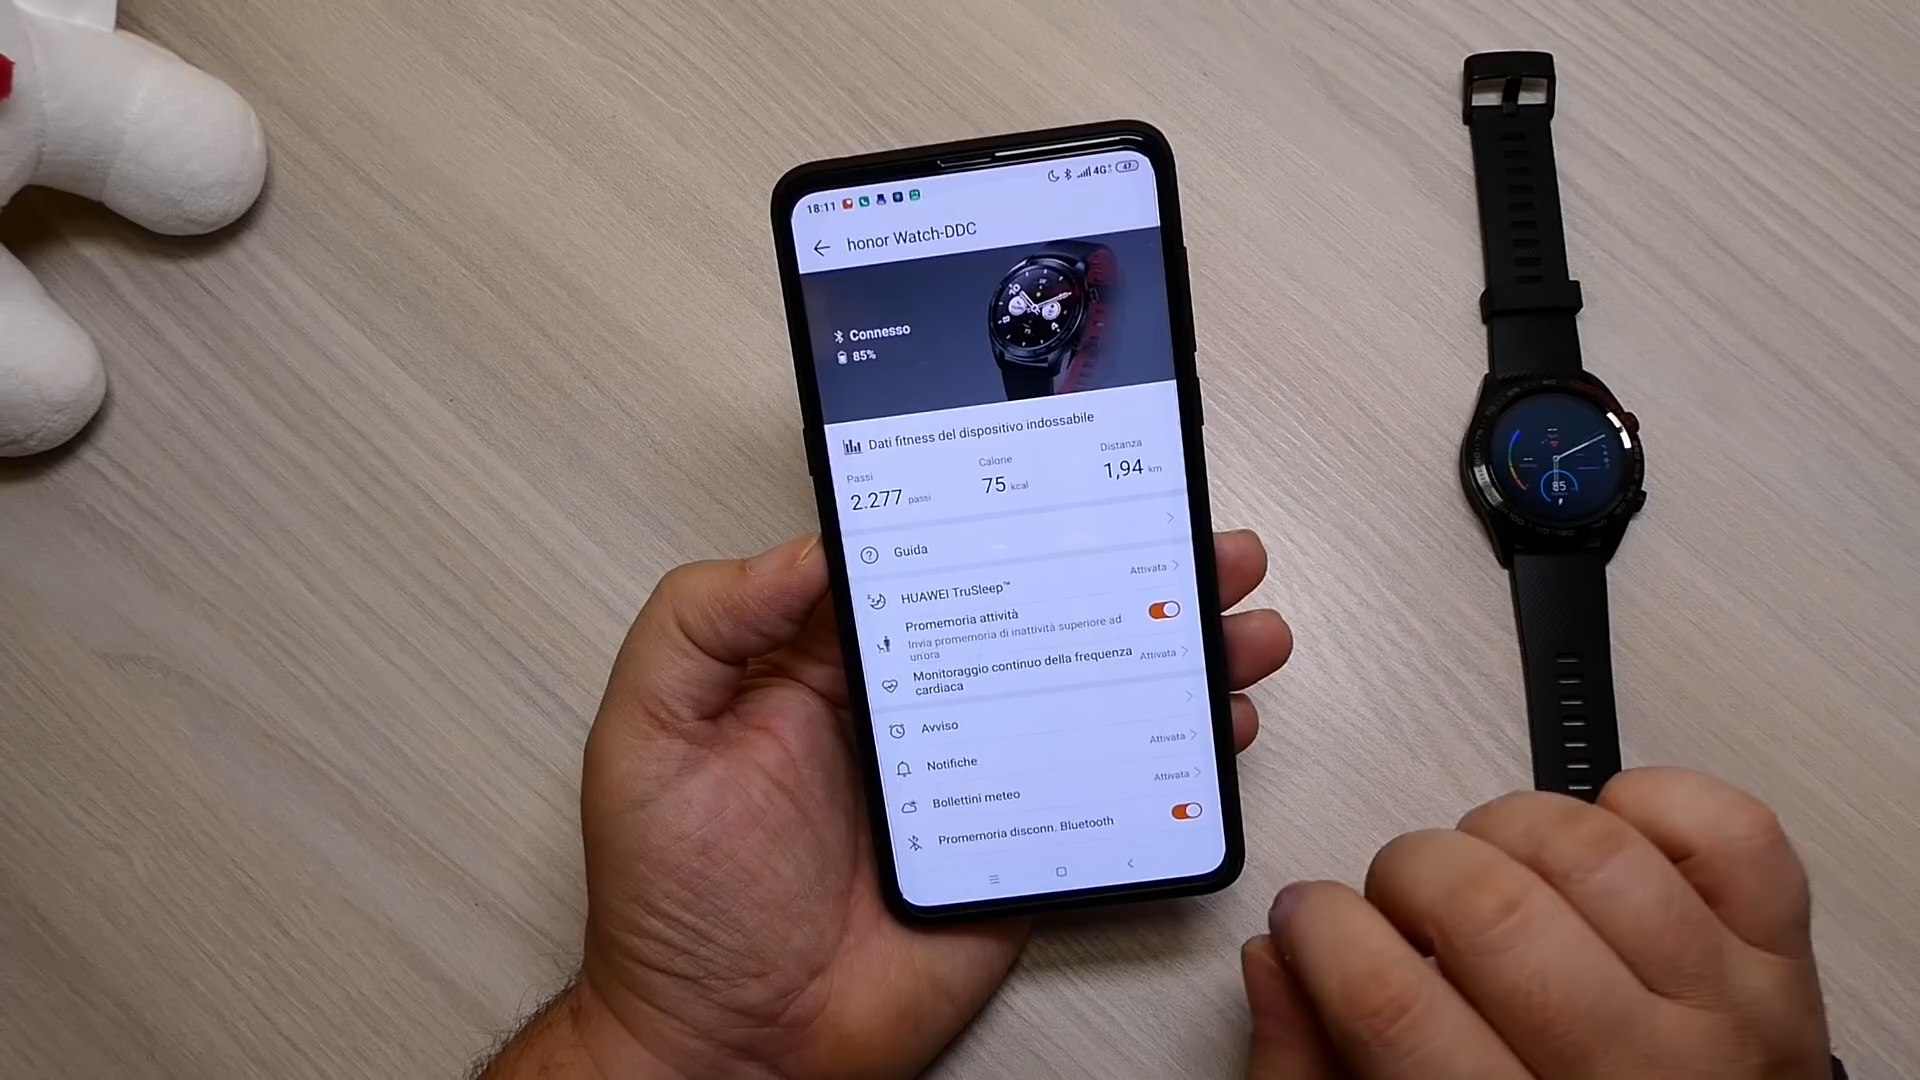 18:11
4G+ 47
honor Watch-DDC
Connesso
85%
Dati fitness del dispositivo indossabile
Passi
2.277 passi
Calorie
75 kcal
Distanza
1,94 km
Guida
HUAWEI TruSleep™
Attivata
Promemoria attività
Invia promemoria di inattività superiore ad
un'ora
Monitoraggio continuo della frequenza
cardiaca
Attivata
Avviso
Notifiche
Attivata
Bollettini meteo
Attivata
Promemoria disconn. Bluetooth
85